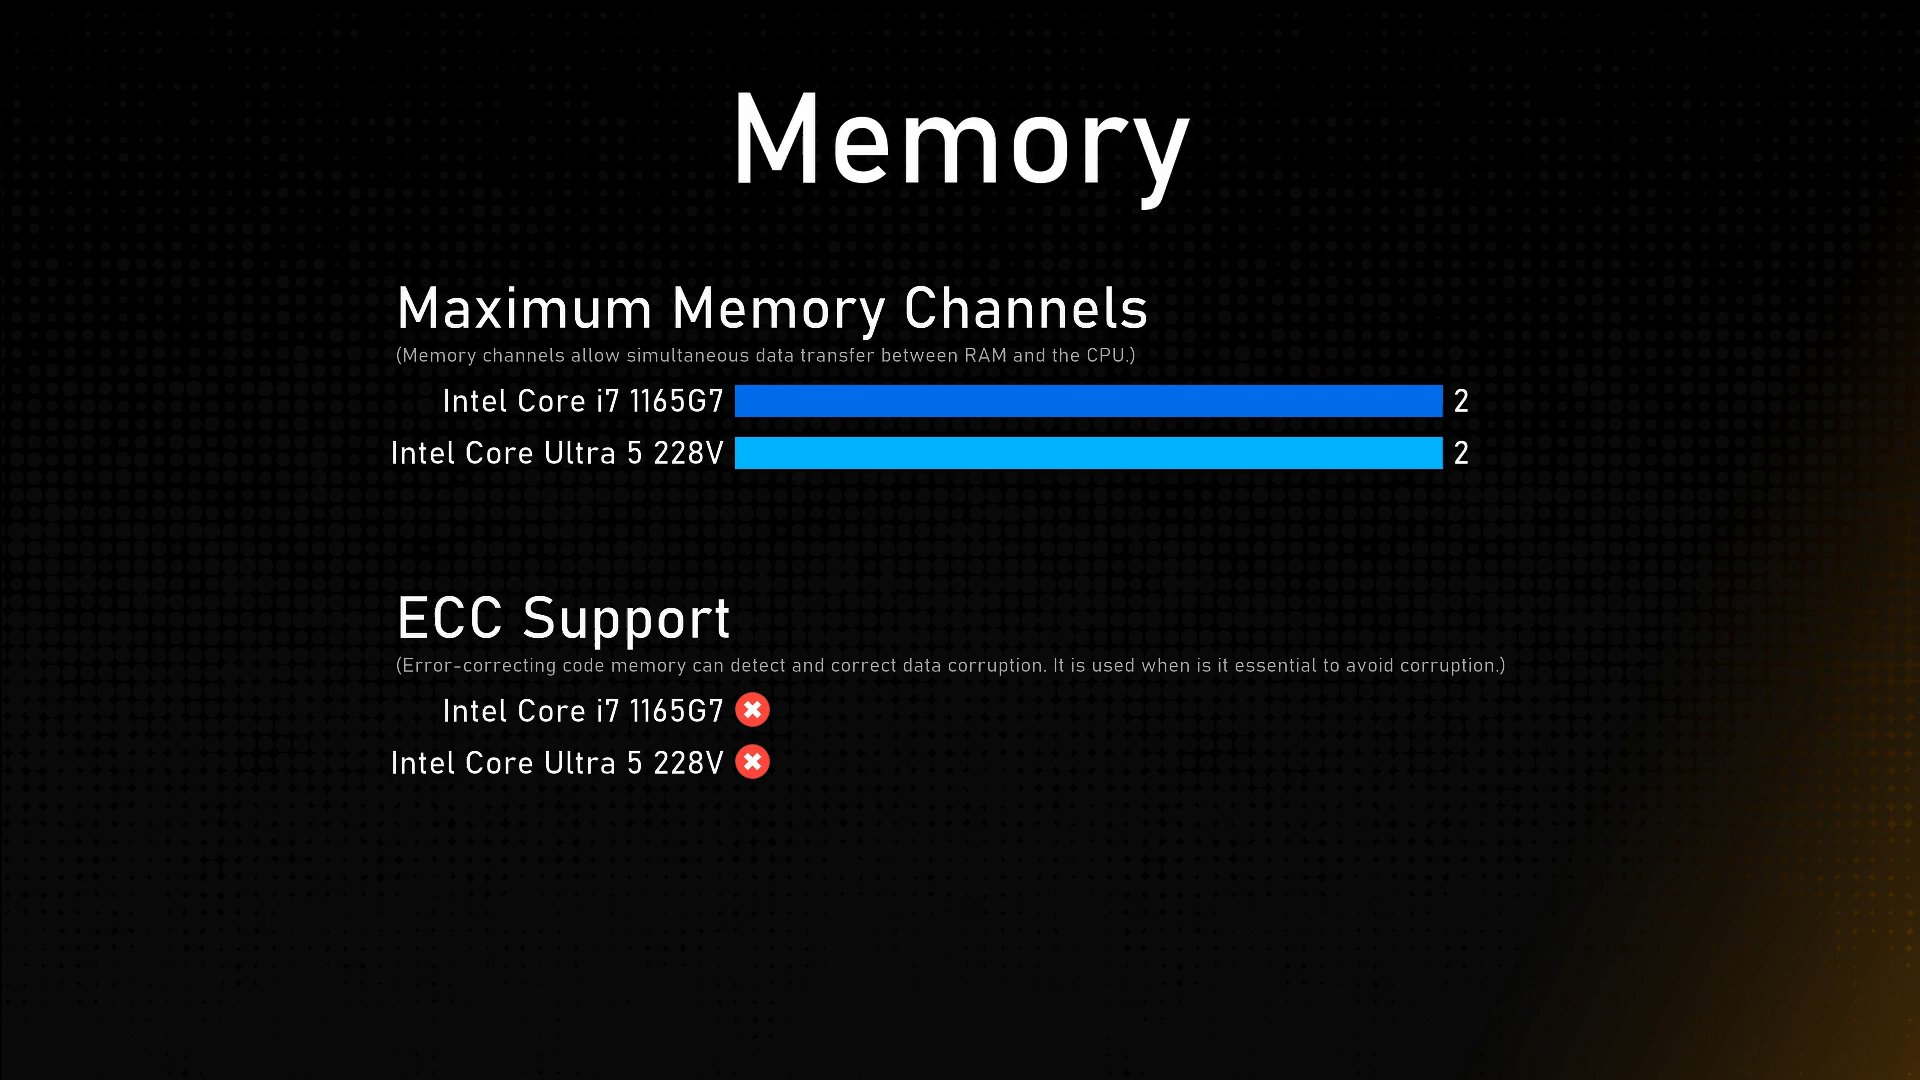 Memory
Maximum Memory Channels
(Memory channels allow simultaneous data transfer between RAM and the CPU.)
Intel Core i7 1165G7 2
Intel Core Ultra 5 228V 2
ECC Support
(Error-correcting code memory can detect and correct data corruption. It is used when is it essential to avoid corruption.)
Intel Core i7 1165G7
Intel Core Ultra 5 228V